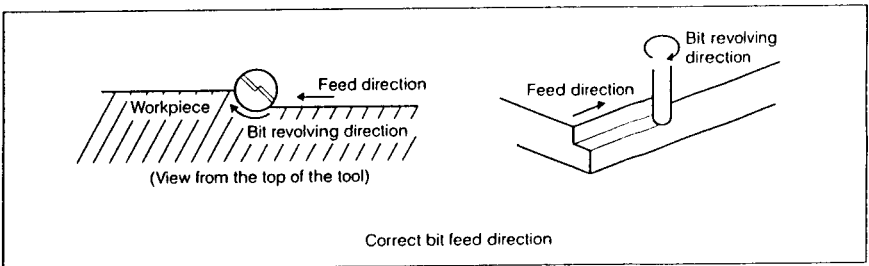 Feed direction
Workpiece
Bit revolving direction
(View from the top of the tool)
Bit revolving
direction
Feed direction
Correct bit feed direction